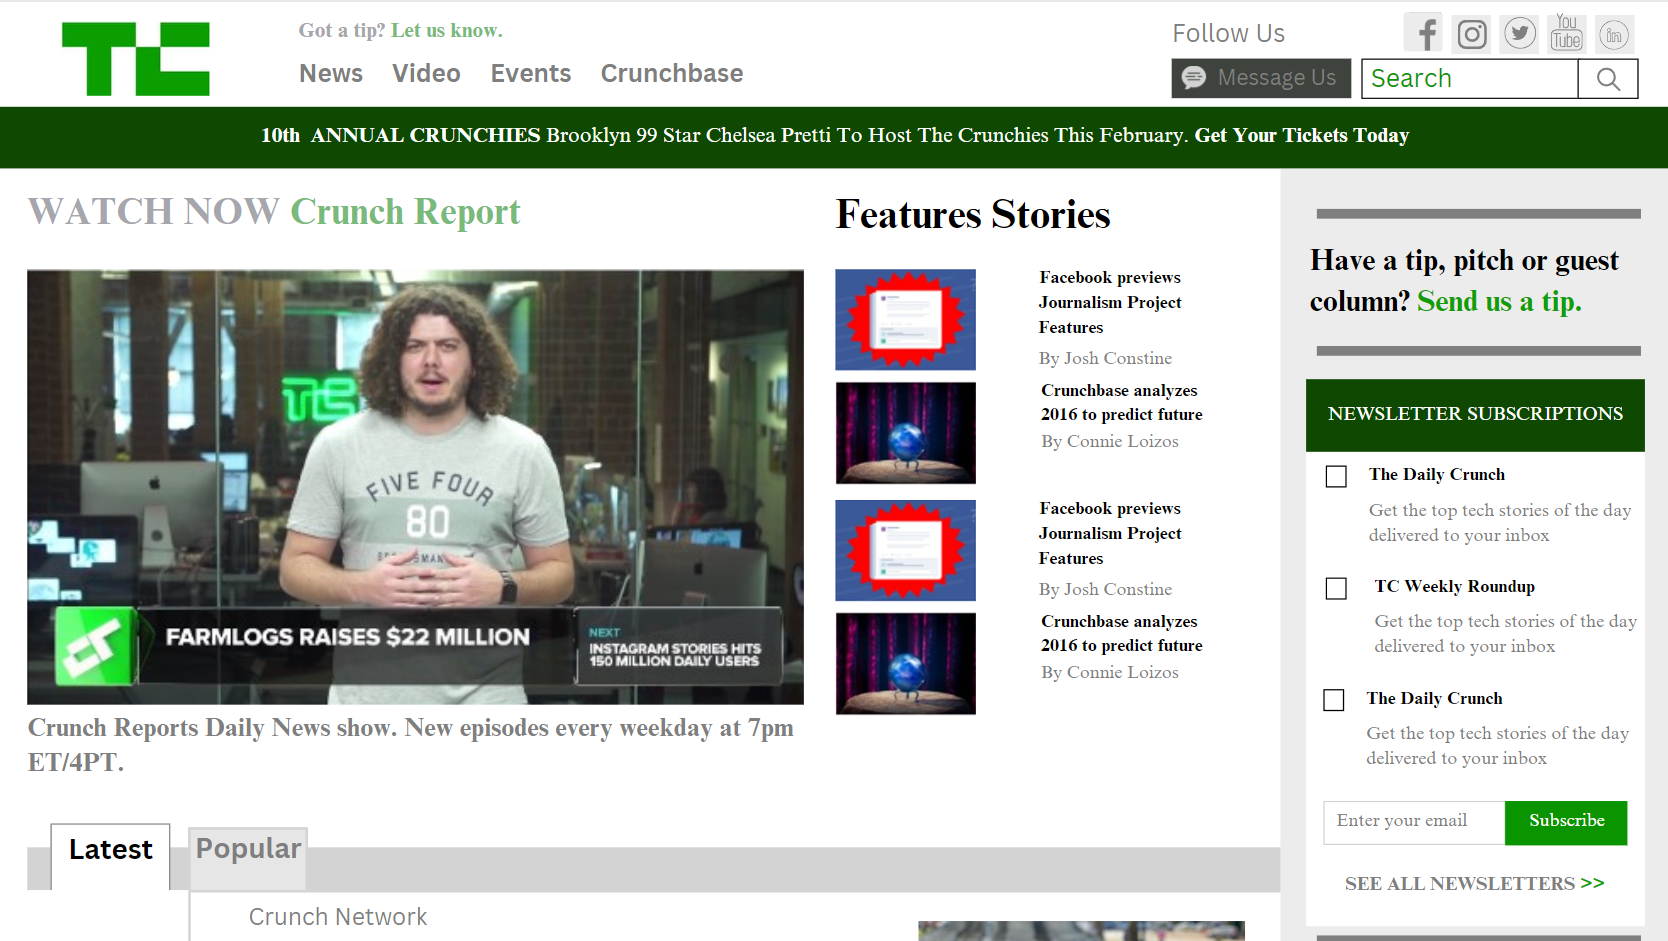 TC
Got a tip? Let us know.
News Video Events Crunchbase
Follow Us
You
Tube
in
Message Us
Search
10th ANNUAL CRUNCHIES Brooklyn 99 Star Chelsea Pretti To Host The Crunchies This February. Get Your Tickets Today
WATCH NOW Crunch Report
TC
FIVE FOUR
80
FARMLOGS RAISES $22 MILLION
NEXT
INSTAGRAM STORIES HITS
150 MILLION DAILY USERS
Crunch Reports Daily News show. New episodes every weekday at 7pm
ET/4PT.
Features Stories
Facebook previews
Journalism Project
Features
By Josh Constine
Crunchbase analyzes
2016 to predict future
By Connie Loizos
Facebook previews
Journalism Project
Features
By Josh Constine
Crunchbase analyzes
2016 to predict future
By Connie Loizos
Have a tip, pitch or guest
column? Send us a tip.
NEWSLETTER SUBSCRIPTIONS
The Daily Crunch
Get the top tech stories of the day
delivered to your inbox
TC Weekly Roundup
Get the top tech stories of the day
delivered to your inbox
The Daily Crunch
Get the top tech stories of the day
delivered to your inbox
Enter your email Subscribe
SEE ALL NEWSLETTERS >>
Latest Popular
Crunch Network